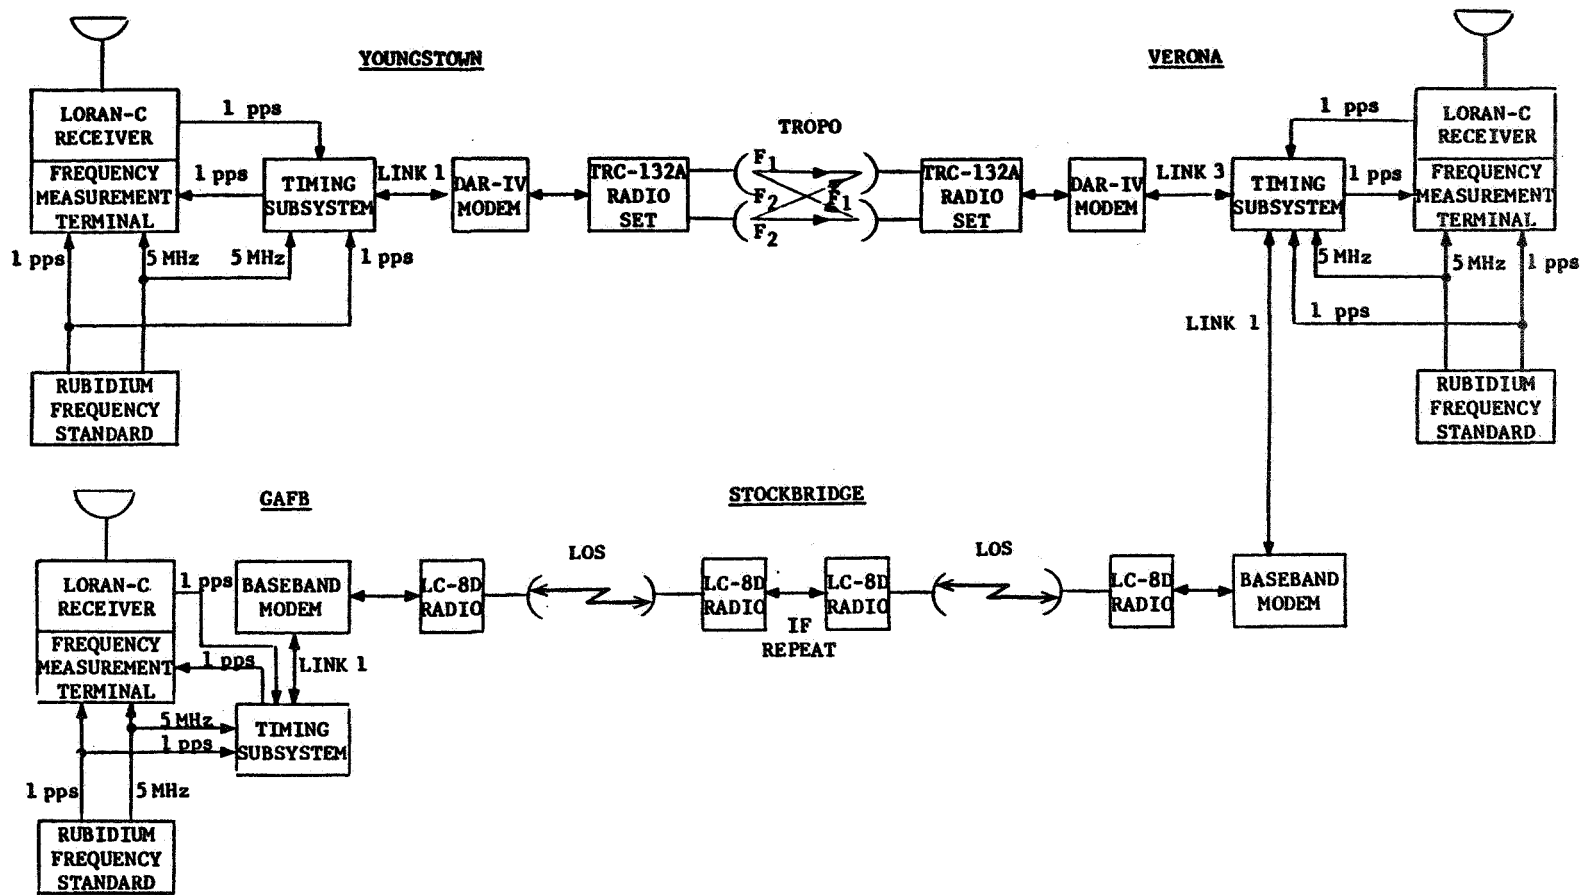 YOUNGSTOWN
VERONA
LORAN-C
RECEIVER
FREQUENCY
MEASUREMENT
TERMINAL
1 pps
1 pps
TIMING
SUBSYSTEM
LINK 1
DAR-IV
MODEM
TRC-132A
RADIO
SET
TROPO
F1
F2
F1
F2
TRC-132A
RADIO
SET
DAR-IV
MODEM
LINK 3
TIMING
SUBSYSTEM
1 pps
1 pps
LORAN-C
RECEIVER
FREQUENCY
MEASUREMENT
TERMINAL
1 pps
5 MHz
5 MHz
1 pps
5 MHz
5 MHz
1 pps
1 pps
LINK 1
RUBIDIUM
FREQUENCY
STANDARD
RUBIDIUM
FREQUENCY
STANDARD
GAFB
STOCKBRIDGE
LORAN-C
RECEIVER
FREQUENCY
MEASUREMENT
TERMINAL
1 pps
BASEBAND
MODEM
LC-8D
RADIO
LOS
LC-8D
RADIO
IF
REPEAT
LC-8D
RADIO
LOS
LC-8D
RADIO
BASEBAND
MODEM
1 pps
LINK 1
TIMING
SUBSYSTEM
5 MHz
1 pps
1 pps
5 MHz
RUBIDIUM
FREQUENCY
STANDARD